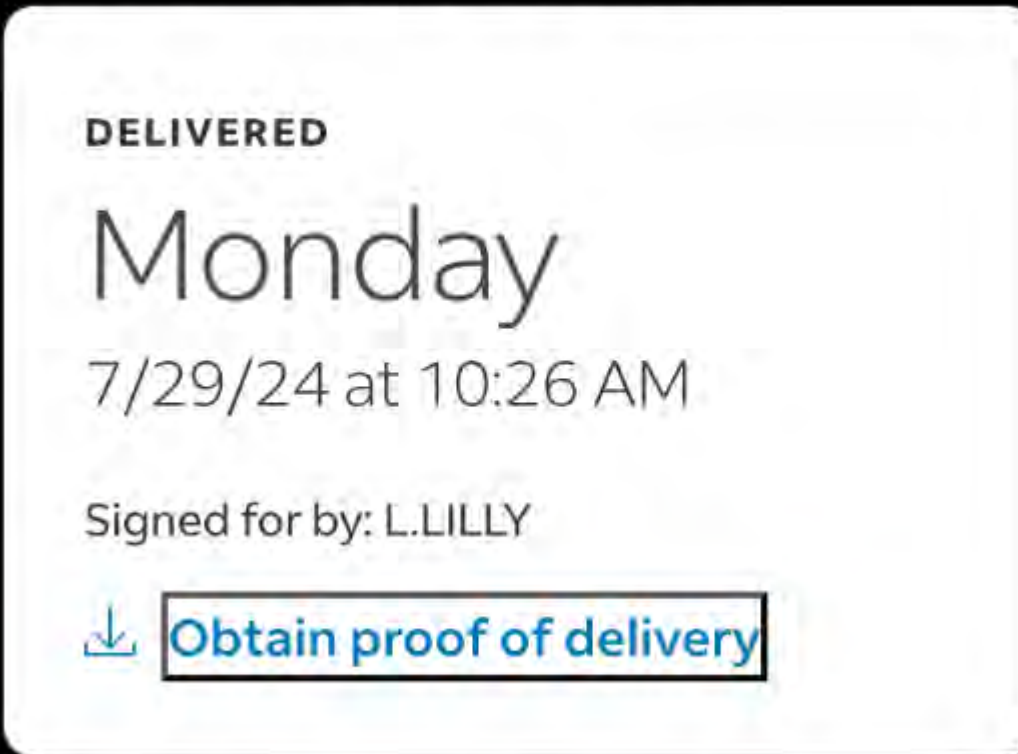 DELIVERED
Monday
7/29/24 at 10:26 AM
Signed for by: L.LILLY
Obtain proof of delivery